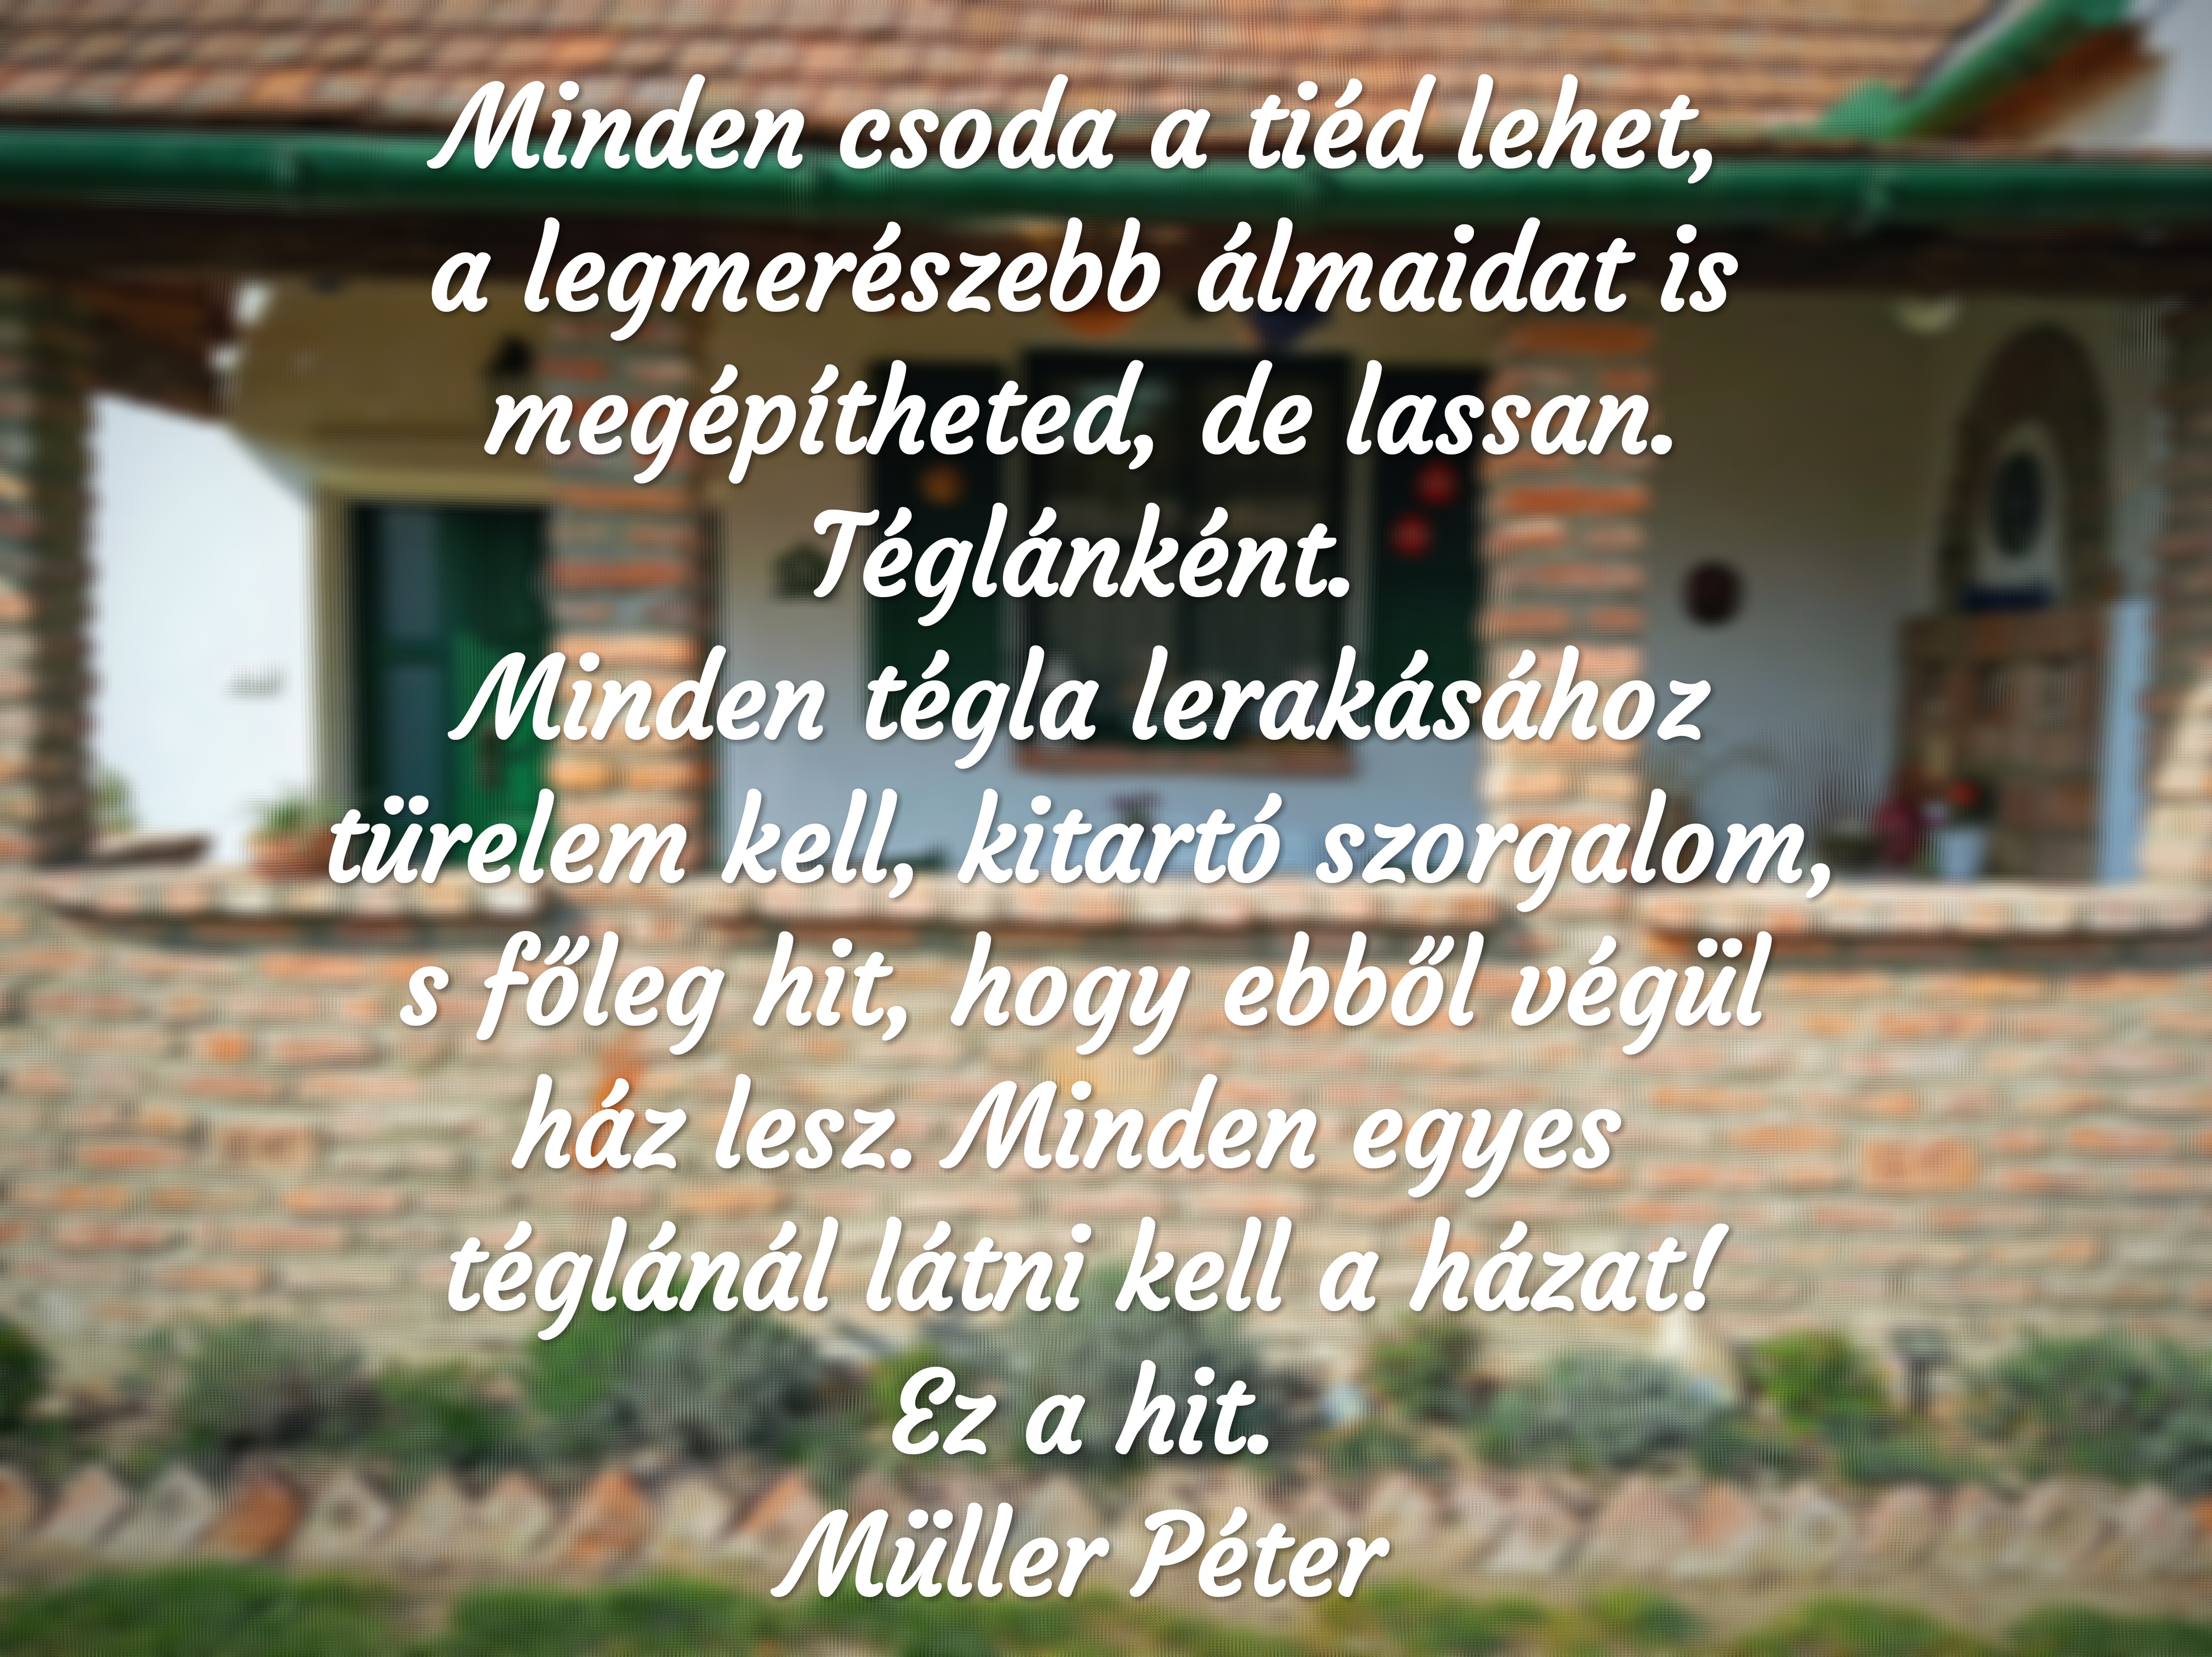 Minden csoda a tiéd lehet,
a legmerészebb álmaidat is
megépítheted, de lassan.
Téglánként.
Minden tégla lerakásához
türelem kell, kitartó szorgalom,
s főleg hit, hogy ebből végül
ház lesz. Minden egyes
téglánál látni kell a házat!
Ez a hit.
Müller Péter